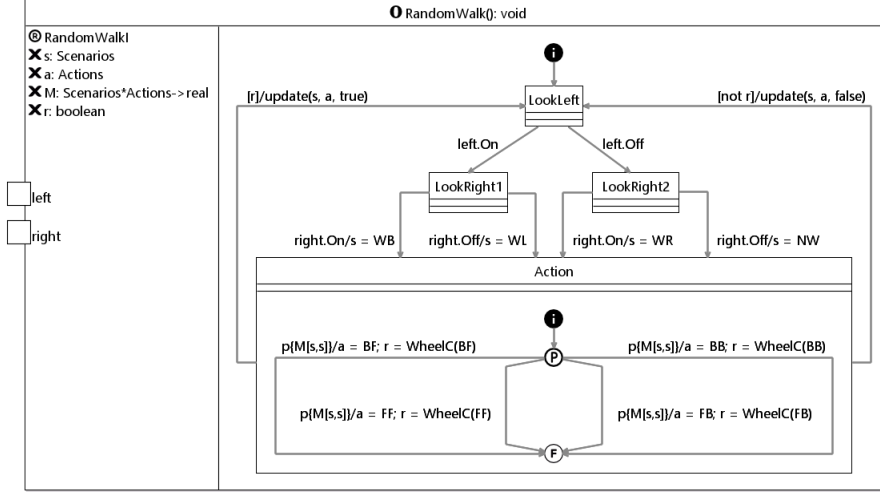 O RandomWalk(): void
R RandomWalkI
X s: Scenarios
X a: Actions
X M: Scenarios*Actions->real
X r: boolean
left
right
i
[r]/update(s, a, true)
LookLeft
[not r]/update(s, a, false)
left.On
left.Off
LookRight1
LookRight2
right.On/s = WB
right.Off/s = WL
right.On/s = WR
right.Off/s = NW
Action
i
p{M[s,s]}/a = BF; r = WheelC(BF)
P
p{M[s,s]}/a = BB; r = WheelC(BB)
p{M[s,s]}/a = FF; r = WheelC(FF)
p{M[s,s]}/a = FB; r = WheelC(FB)
F